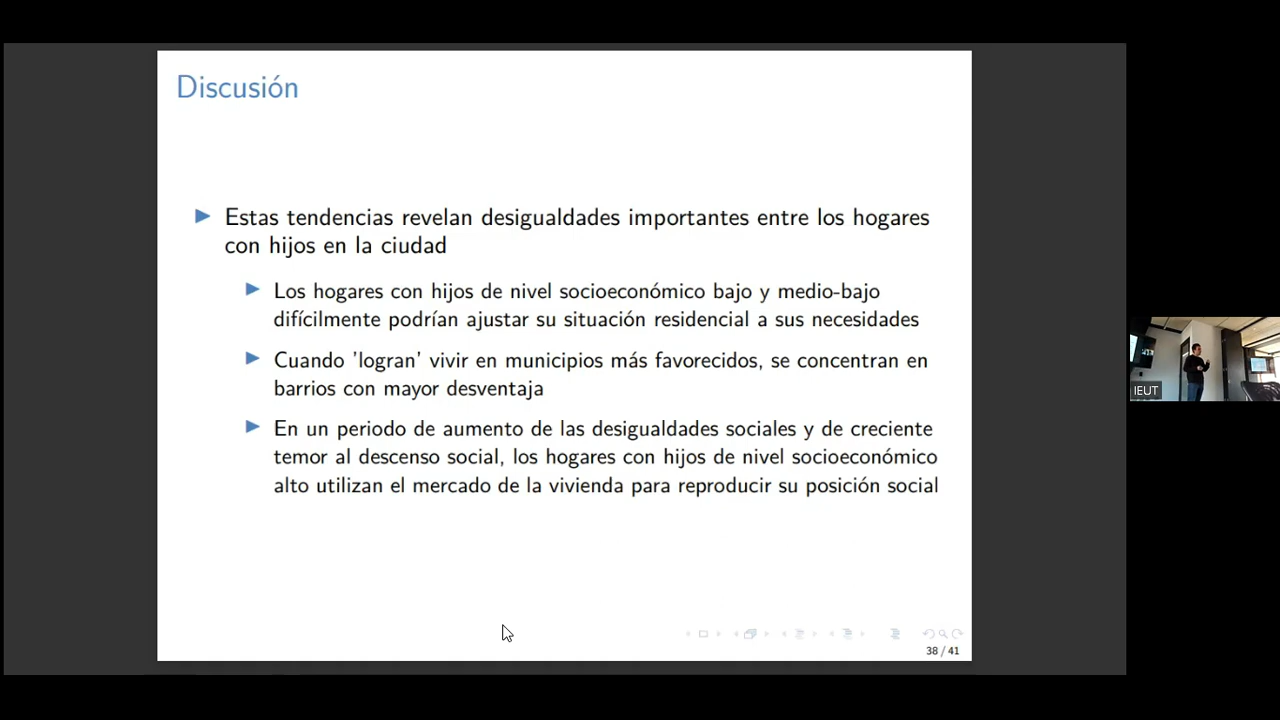 Discusión
Estas tendencias revelan desigualdades importantes entre los hogares
con hijos en la ciudad
Los hogares con hijos de nivel socioeconómico bajo y medio-bajo
difícilmente podrían ajustar su situación residencial a sus necesidades
Cuando 'logran' vivir en municipios más favorecidos, se concentran en
barrios con mayor desventaja
En un periodo de aumento de las desigualdades sociales y de creciente
temor al descenso social, los hogares con hijos de nivel socioeconómico
alto utilizan el mercado de la vivienda para reproducir su posición social
38 / 41
IEUT